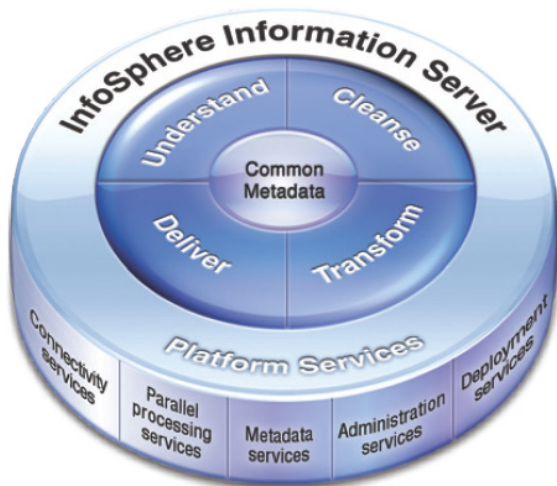 InfoSphere Information Server
Understand
Cleanse
Common
Metadata
Deliver
Transform
Platform Services
Connectivity
services
Parallel
processing
services
Metadata
services
Administration
services
Deployment
services